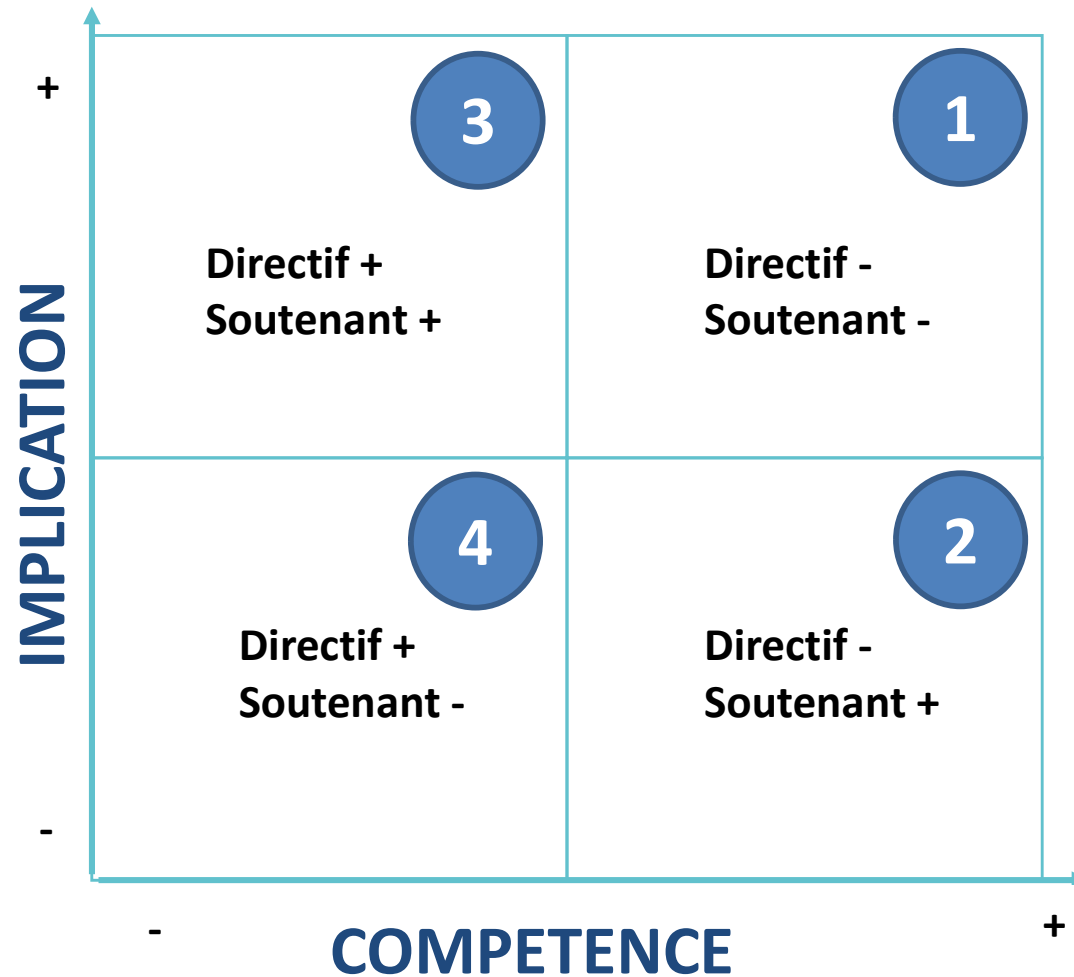 +
3
1
Directif +
Soutenant +
Directif -
Soutenant -
IMPLICATION
4
2
Directif +
Soutenant -
Directif -
Soutenant +
-
-
+
COMPETENCE